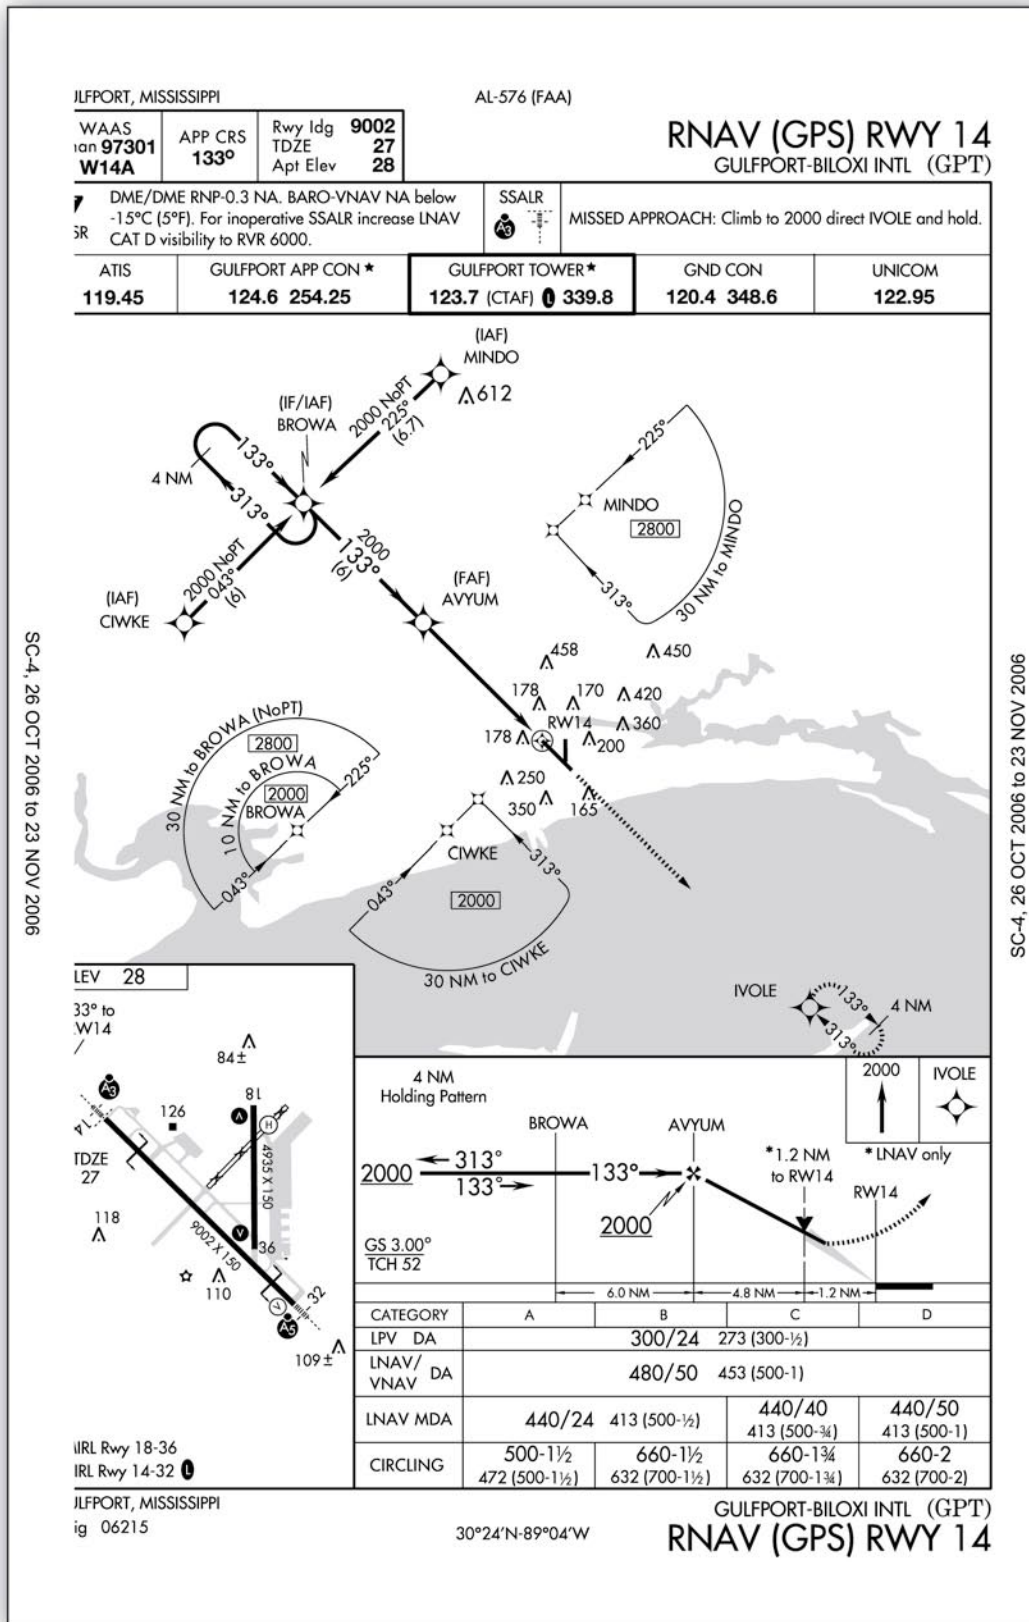 ULFPORT, MISSISSIPPI
AL-576 (FAA)
RNAV (GPS) RWY 14
GULFPORT-BILOXI INTL (GPT)
WAAS
han 97301
W14A
APP CRS
133°
Rwy ldg 9002
TDZE 27
Apt Elev 28
SR
DME/DME RNP-0.3 NA. BARO-VNAV NA below
-15°C (5°F). For inoperative SSALR increase LNAV
CAT D visibility to RVR 6000.
SSALR
A3
MISSED APPROACH: Climb to 2000 direct IVOLE and hold.
ATIS
119.45
GULFPORT APP CON ★
124.6 254.25
GULFPORT TOWER★
123.7 (CTAF) L 339.8
GND CON
120.4 348.6
UNICOM
122.95
(IAF)
MINDO
612
2000 NoPT
225°
(6.7)
(IF/IAF)
BROWA
133°
4 NM
313°
225°
MINDO
2800
313°
30 NM to MINDO
2000 NoPT
043°
(6)
(IAF)
CIWKE
2000
133°
(6)
(FAF)
AVYUM
458
450
178
170
420
RW14
360
178
200
250
350
165
30 NM to BROWA (NoPT)
2800
10 NM to BROWA
2000
BROWA
225°
043°
CIWKE
043°
313°
2000
30 NM to CIWKE
IVOLE
133°
4 NM
313°
SC-4, 26 OCT 2006 to 23 NOV 2006
SC-4, 26 OCT 2006 to 23 NOV 2006
LEV 28
33° to
W14
84±
A3
14
126
18
V
H
TDZE
27
4935 X 150
118
9002 X 150
V
36
110
32
V
A5
109±
AIRL Rwy 18-36
IRL Rwy 14-32 L
4 NM
Holding Pattern
2000
IVOLE
BROWA
AVYUM
*1.2 NM
to RW14
*LNAV only
RW14
2000
313°
133°
133°
2000
GS 3.00°
TCH 52
6.0 NM
4.8 NM
1.2 NM
CATEGORY A B C D
LPV DA 300/24 273 (300-½)
LNAV/
VNAV DA 480/50 453 (500-1)
LNAV MDA 440/24 413 (500-½) 440/40 413 (500-¾) 440/50 413 (500-1)
CIRCLING 500-1½ 472 (500-1½) 660-1½ 632 (700-1½) 660-1¾ 632 (700-1¾) 660-2 632 (700-2)
ULFPORT, MISSISSIPPI
ig 06215
30°24'N-89°04'W
GULFPORT-BILOXI INTL (GPT)
RNAV (GPS) RWY 14